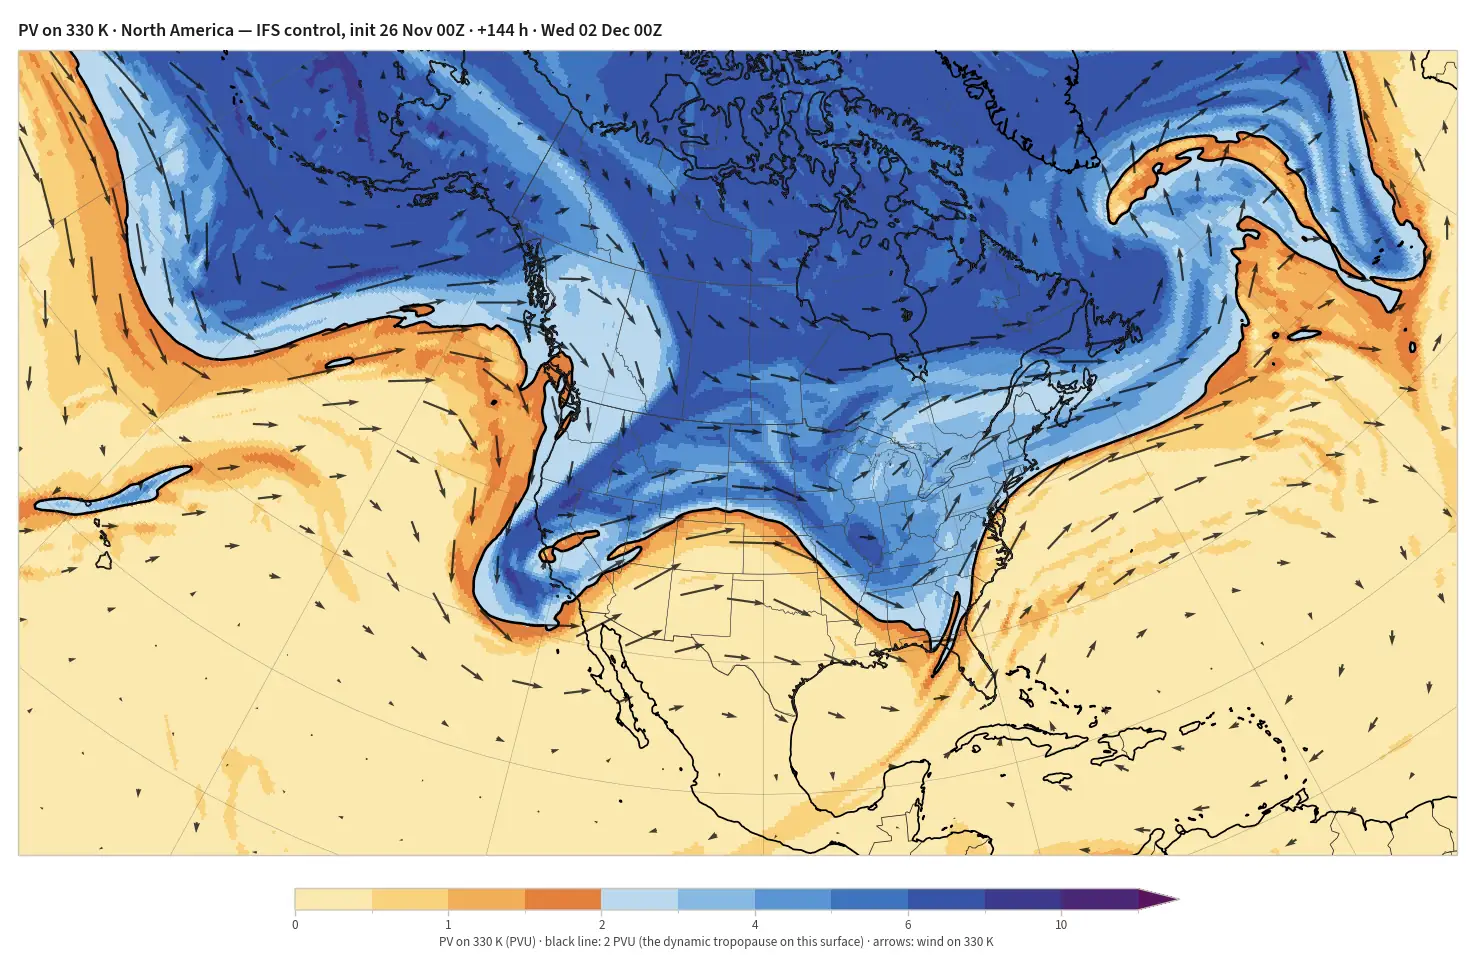 PV on 330 K · North America — IFS control, init 26 Nov 00Z · +144 h · Wed 02 Dec 00Z
0 1 2 4 6 10
PV on 330 K (PVU) · black line: 2 PVU (the dynamic tropopause on this surface) · arrows: wind on 330 K